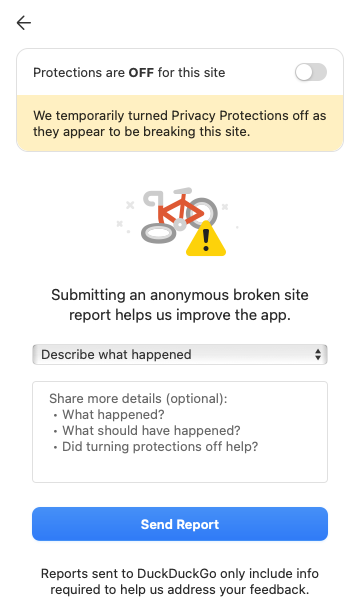 Protections are OFF for this site
We temporarily turned Privacy Protections off as
they appear to be breaking this site.
Submitting an anonymous broken site
report helps us improve the app.
Describe what happened
Share more details (optional):
• What happened?
• What should have happened?
• Did turning protections off help?
Send Report
Reports sent to DuckDuckGo only include info
required to help us address your feedback.